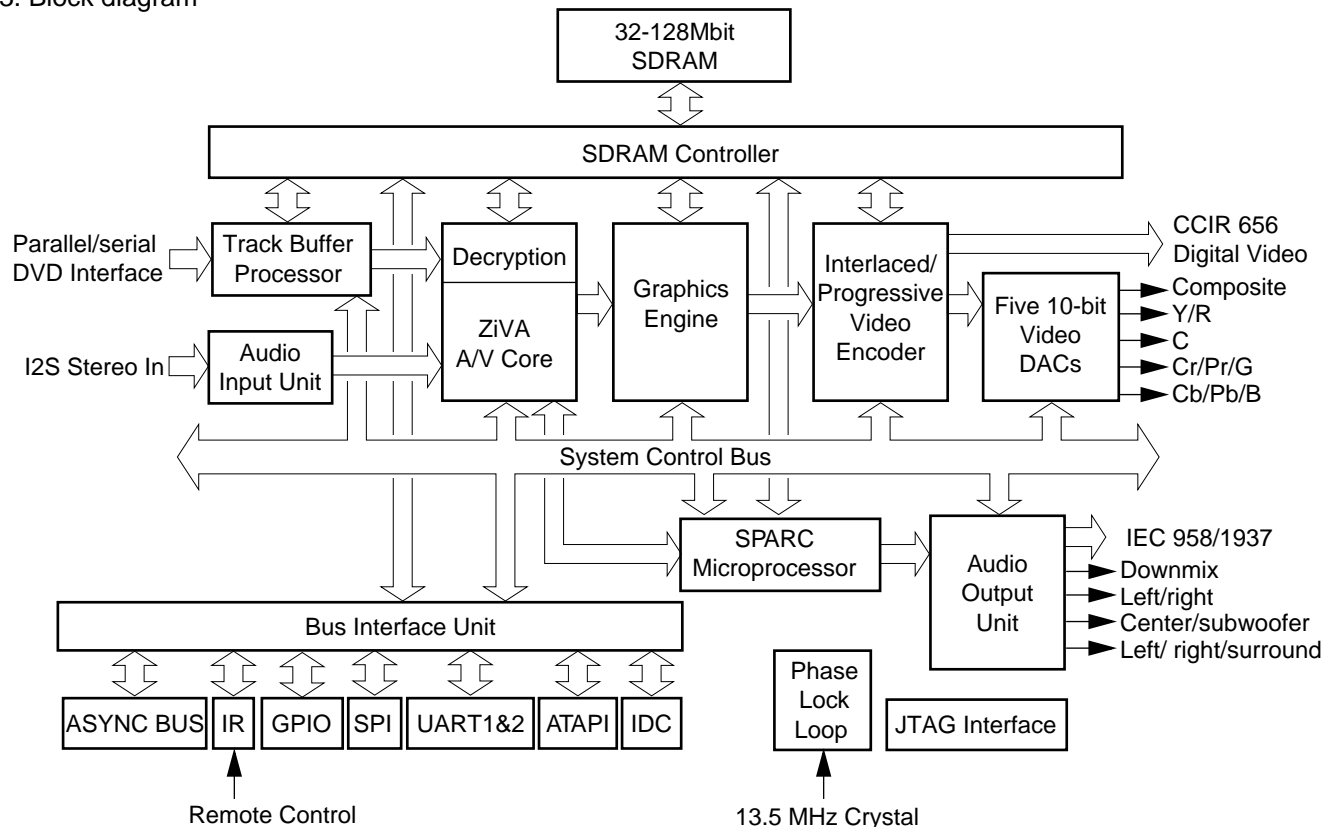 3. Block diagram
32-128Mbit
SDRAM
SDRAM Controller
Parallel/serial
DVD Interface
Track Buffer
Processor
Decryption
ZiVA
A/V Core
Graphics
Engine
Interlaced/
Progressive
Video
Encoder
CCIR 656
Digital Video
Five 10-bit
Video
DACs
Composite
Y/R
C
Cr/Pr/G
Cb/Pb/B
I2S Stereo In
Audio
Input Unit
System Control Bus
SPARC
Microprocessor
Audio
Output
Unit
IEC 958/1937
Downmix
Left/right
Center/subwoofer
Left/ right/surround
Bus Interface Unit
ASYNC BUS
IR
GPIO
SPI
UART1&2
ATAPI
IDC
Phase
Lock
Loop
JTAG Interface
Remote Control
13.5 MHz Crystal